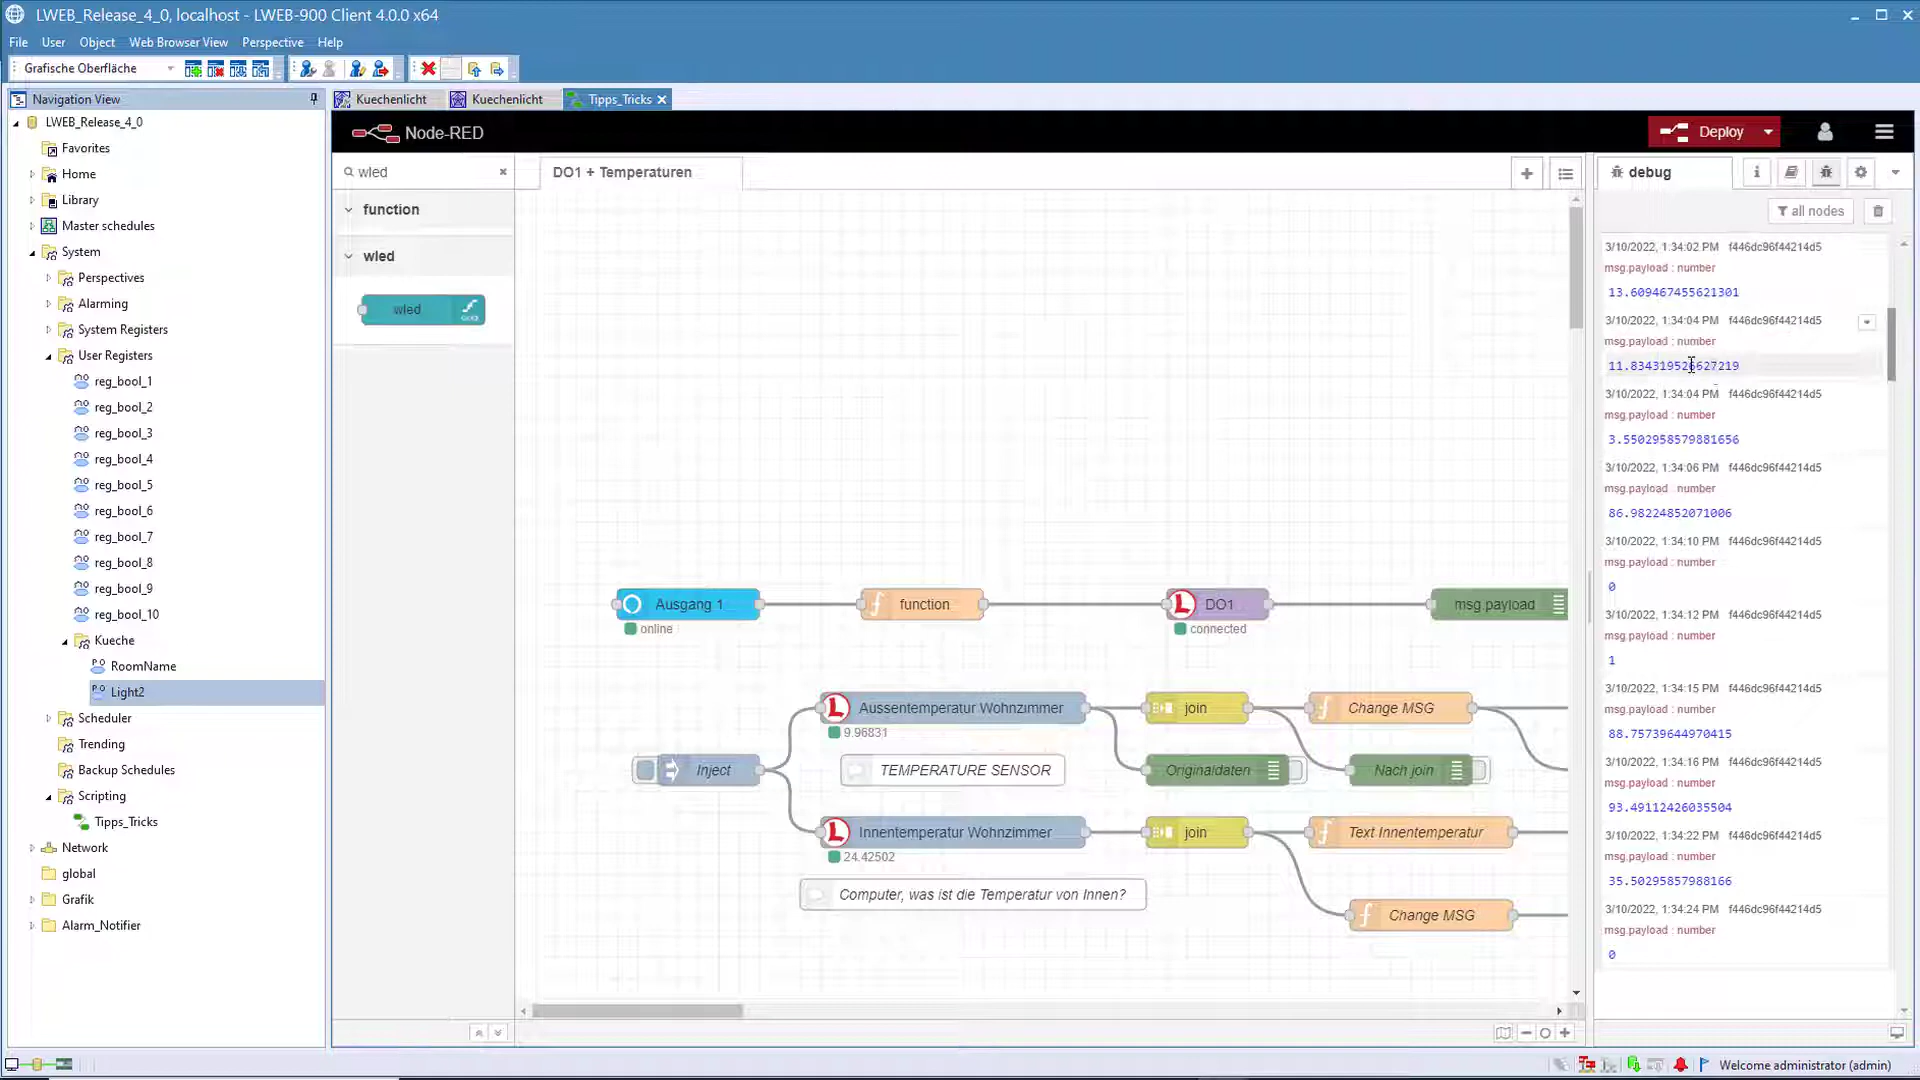 LWEB_Release_4_0, localhost - LWEB-900 Client 4.0.0 x64
File User Object Web Browser View Perspective Help
Grafische Oberfläche
Navigation View
LWEB_Release_4_0
Favorites
Home
Library
Master schedules
System
Perspectives
Alarming
System Registers
User Registers
reg_bool_1
reg_bool_2
reg_bool_3
reg_bool_4
reg_bool_5
reg_bool_6
reg_bool_7
reg_bool_8
reg_bool_9
reg_bool_10
Kueche
RoomName
Light2
Scheduler
Trending
Backup Schedules
Scripting
Tipps_Tricks
Network
global
Grafik
Alarm_Notifier
Kuechenlicht Kuechenlicht Tipps_Tricks
Node-RED
Deploy
wled
function
wled
wled
DO1 + Temperaturen
Ausgang 1
online
function
DO1
connected
msg.payload
Inject
Aussentemperatur Wohnzimmer
9.96831
join
Change MSG
TEMPERATURE SENSOR
Originaldaten
Nach join
Innentemperatur Wohnzimmer
24.42502
join
Text Innentemperatur
Computer, was ist die Temperatur von Innen?
Change MSG
debug
all nodes
3/10/2022, 1:34:02 PM f446dc96f44214d5
msg.payload : number
13.609467455621301
3/10/2022, 1:34:04 PM f446dc96f44214d5
msg.payload : number
11.834319526627219
3/10/2022, 1:34:04 PM f446dc96f44214d5
msg.payload : number
3.5502958579881656
3/10/2022, 1:34:06 PM f446dc96f44214d5
msg.payload : number
86.98224852071006
3/10/2022, 1:34:10 PM f446dc96f44214d5
msg.payload : number
0
3/10/2022, 1:34:12 PM f446dc96f44214d5
msg.payload : number
1
3/10/2022, 1:34:15 PM f446dc96f44214d5
msg.payload : number
88.75739644970415
3/10/2022, 1:34:16 PM f446dc96f44214d5
msg.payload : number
93.49112426035504
3/10/2022, 1:34:22 PM f446dc96f44214d5
msg.payload : number
35.50295857988166
3/10/2022, 1:34:24 PM f446dc96f44214d5
msg.payload : number
0
Welcome administrator (admin)